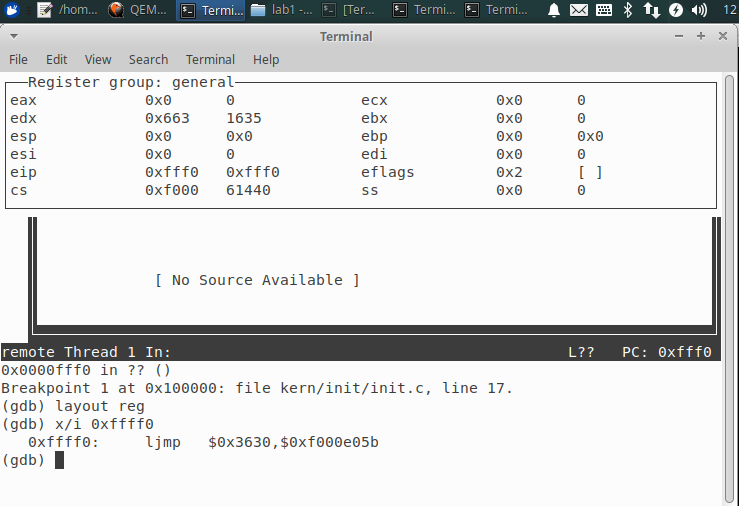 /hom... QEM... Termi... lab1 -... [Ter... Termi... Termi... 12
Terminal
File Edit View Search Terminal Help
Register group: general
eax 0x0 0 ecx 0x0 0
edx 0x663 1635 ebx 0x0 0
esp 0x0 0x0 ebp 0x0 0x0
esi 0x0 0 edi 0x0 0
eip 0xfff0 0xfff0 eflags 0x2 [ ]
cs 0xf000 61440 ss 0x0 0
[ No Source Available ]
remote Thread 1 In: L?? PC: 0xfff0
0x0000fff0 in ?? ()
Breakpoint 1 at 0x100000: file kern/init/init.c, line 17.
(gdb) layout reg
(gdb) x/i 0xffff0
0xffff0: ljmp $0x3630,$0xf000e05b
(gdb)